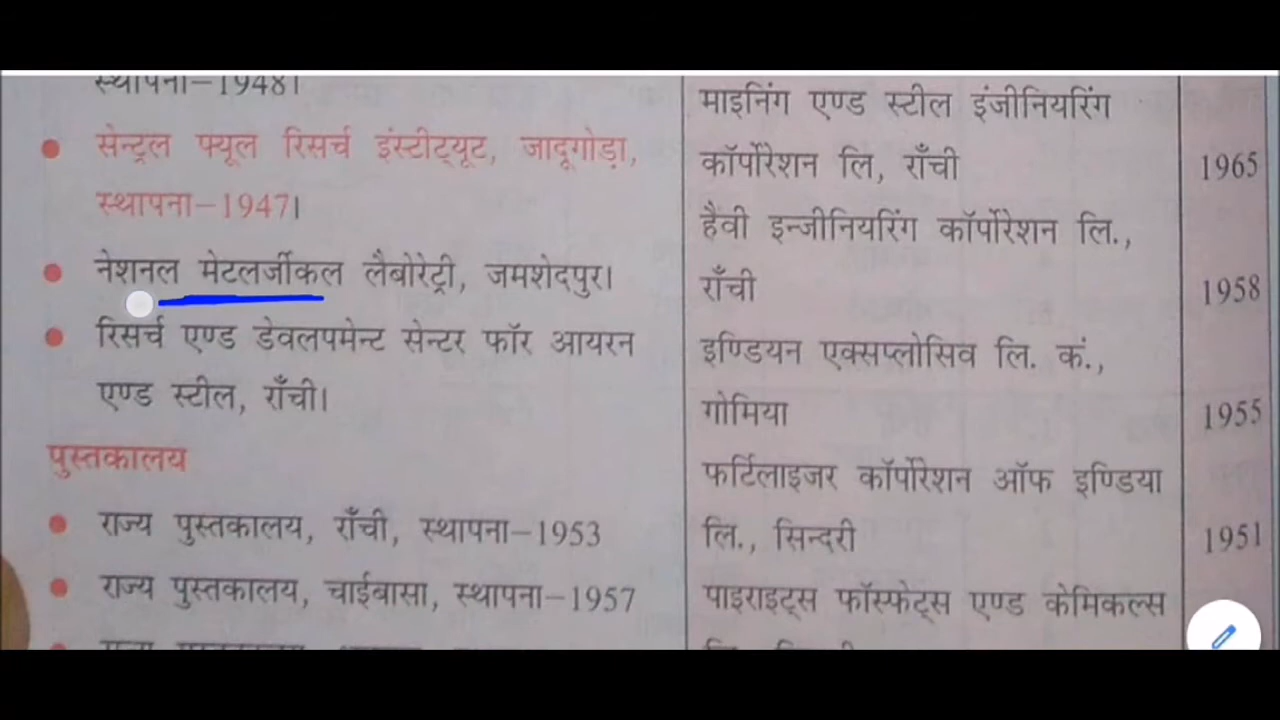 स्थापना–1948।
• सेन्ट्रल फ्यूल रिसर्च इंस्टीट्यूट, जादूगोड़ा,
स्थापना–1947।
• नेशनल मेटलर्जीकल लैबोरेट्री, जमशेदपुर।
• रिसर्च एण्ड डेवलपमेन्ट सेन्टर फॉर आयरन
एण्ड स्टील, राँची।
पुस्तकालय
• राज्य पुस्तकालय, राँची, स्थापना–1953
• राज्य पुस्तकालय, चाईबासा, स्थापना–1957
माइनिंग एण्ड स्टील इंजीनियरिंग
कॉर्पोरेशन लि, राँची 1965
हैवी इन्जीनियरिंग कॉर्पोरेशन लि.,
राँची 1958
इण्डियन एक्सप्लोसिव लि. कं.,
गोमिया 1955
फर्टिलाइजर कॉर्पोरेशन ऑफ इण्डिया
लि., सिन्दरी 1951
पाइराइट्स फॉस्फेट्स एण्ड केमिकल्स